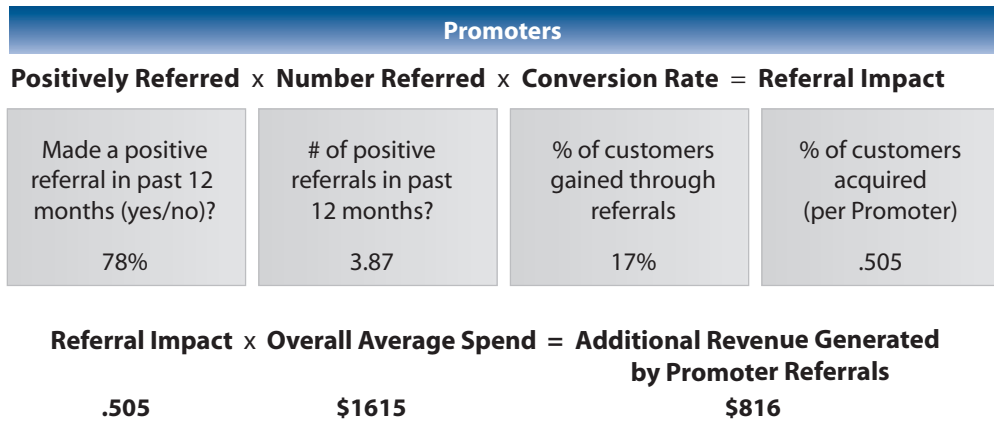 Promoters
Positively Referred x Number Referred x Conversion Rate = Referral Impact
Made a positive
referral in past 12
months (yes/no)?
78%
# of positive
referrals in past
12 months?
3.87
% of customers
gained through
referrals
17%
% of customers
acquired
(per Promoter)
.505
Referral Impact x Overall Average Spend = Additional Revenue Generated
by Promoter Referrals
.505 $1615 $816